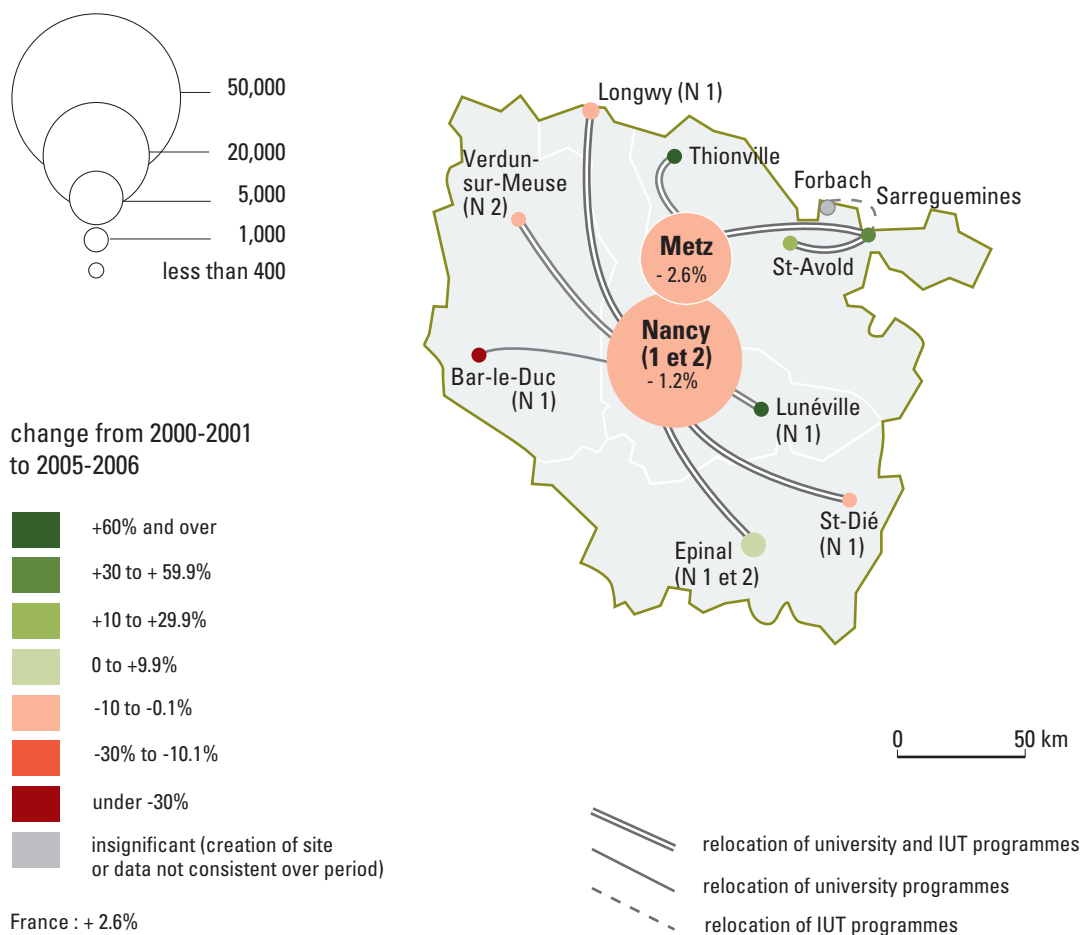 50,000
20,000
5,000
1,000
less than 400
Longwy (N 1)
Verdun-
sur-Meuse
(N 2)
Thionville
Forbach
Sarreguemines
St-Avold
Metz
- 2.6%
Nancy
(1 et 2)
- 1.2%
Bar-le-Duc
(N 1)
Lunéville
(N 1)
St-Dié
(N 1)
Epinal
(N 1 et 2)
change from 2000-2001
to 2005-2006
+60% and over
+30 to + 59.9%
+10 to +29.9%
0 to +9.9%
-10 to -0.1%
-30% to -10.1%
under -30%
insignificant (creation of site
or data not consistent over period)
France : + 2.6%
0 50 km
relocation of university and IUT programmes
relocation of university programmes
relocation of IUT programmes